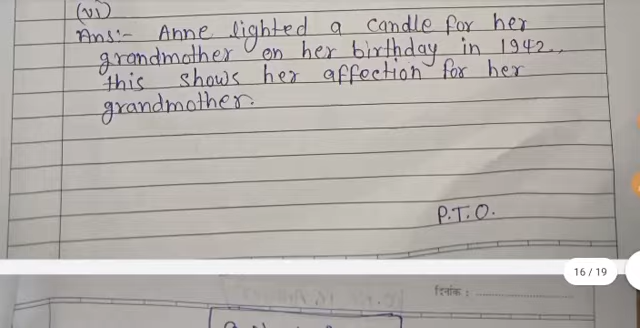 (vi)
Ans:- Anne lighted a candle for her
grandmother on her birthday in 1942.
this shows her affection for her
grandmother.
P.T.O.
16 / 19
दिनांक :